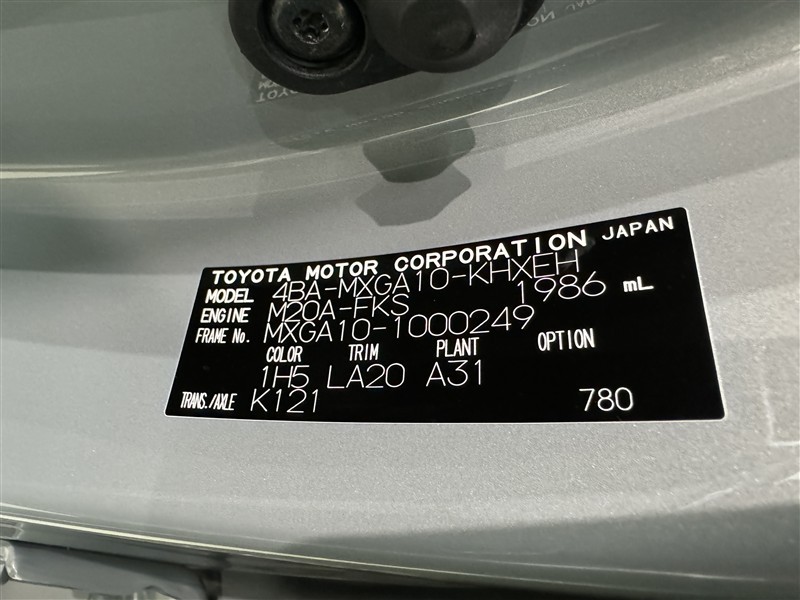 TOYOTA MOTOR CORPORATION JAPAN
MODEL 4BA-MXGA10-KHXEH
ENGINE M20A-FKS 1986 mL
FRAME No. MXGA10-1000249
COLOR TRIM PLANT OPTION
1H5 LA20 A31
TRANS./AXLE K121 780